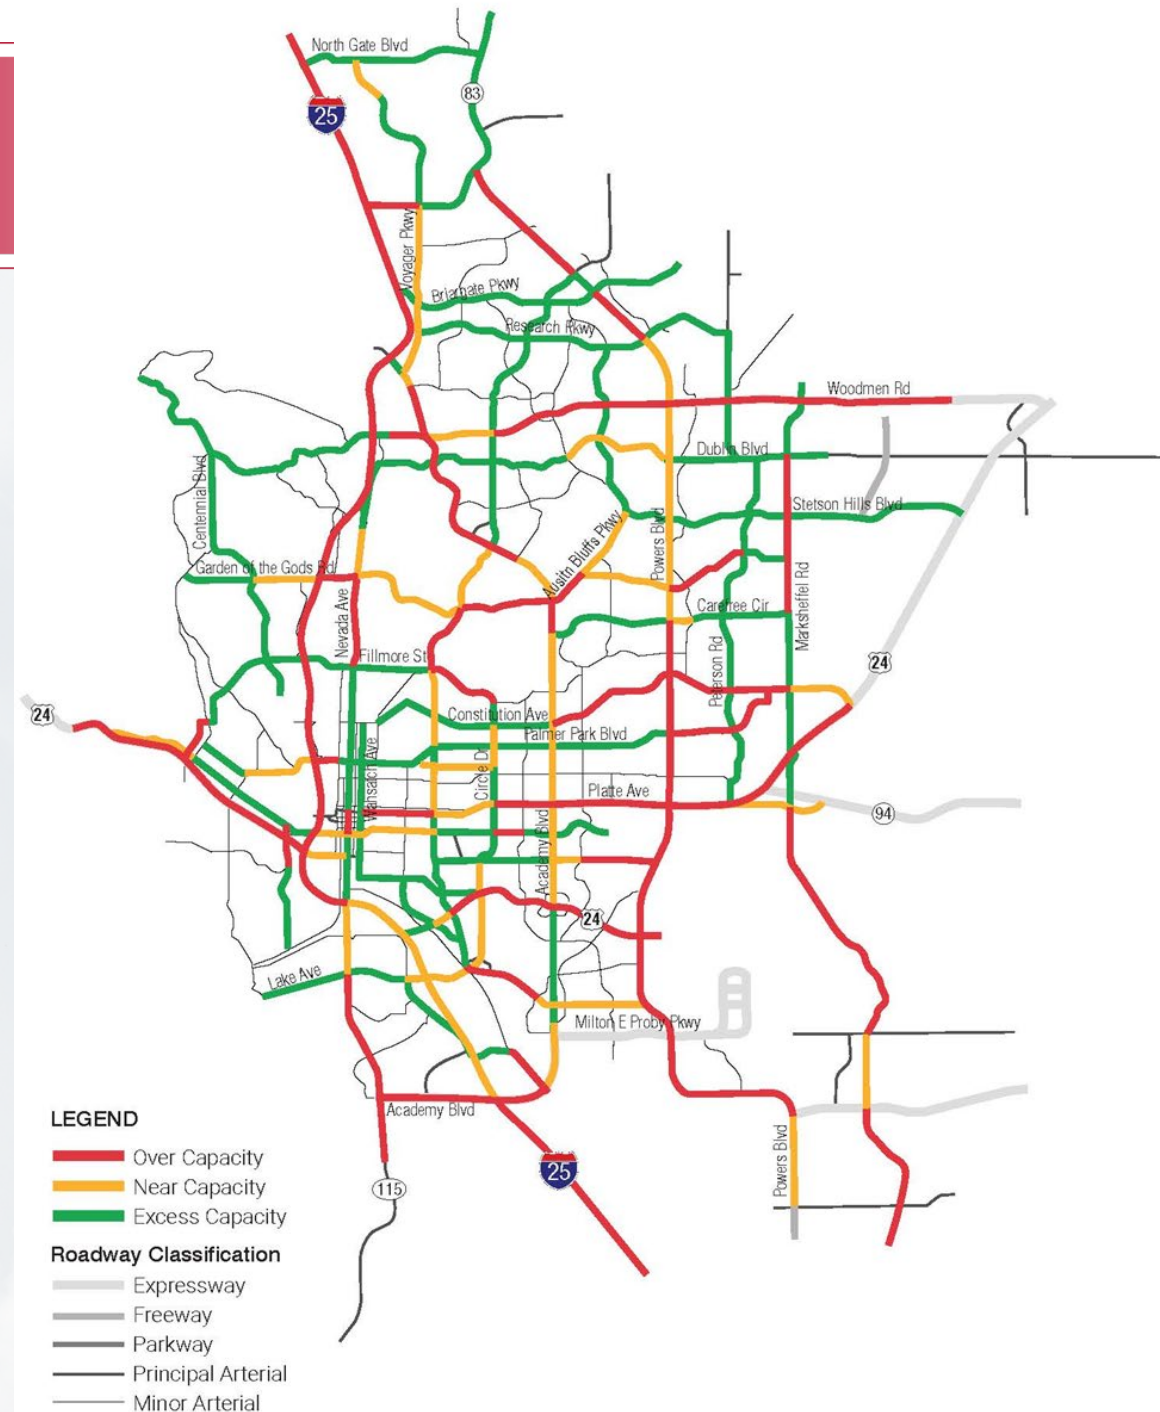 North Gate Blvd
83
25
Voyager Pkwy
Briargate Pkwy
Research Pkwy
Woodmen Rd
Dublin Blvd
Centennial Blvd
Stetson Hills Blvd
Powers Blvd
Ausitn Bluffs Pkwy
Garden of the Gods Rd
Nevada Ave
Carefree Cir
Marksheffel Rd
Peterson Rd
24
Fillmore St
24
Constitution Ave
Palmer Park Blvd
Wahsatch Ave
Circle Dr
Platte Ave
94
Academy Blvd
24
Lake Ave
Milton E Proby Pkwy
Academy Blvd
Powers Blvd
25
115
LEGEND
Over Capacity
Near Capacity
Excess Capacity
Roadway Classification
Expressway
Freeway
Parkway
Principal Arterial
Minor Arterial